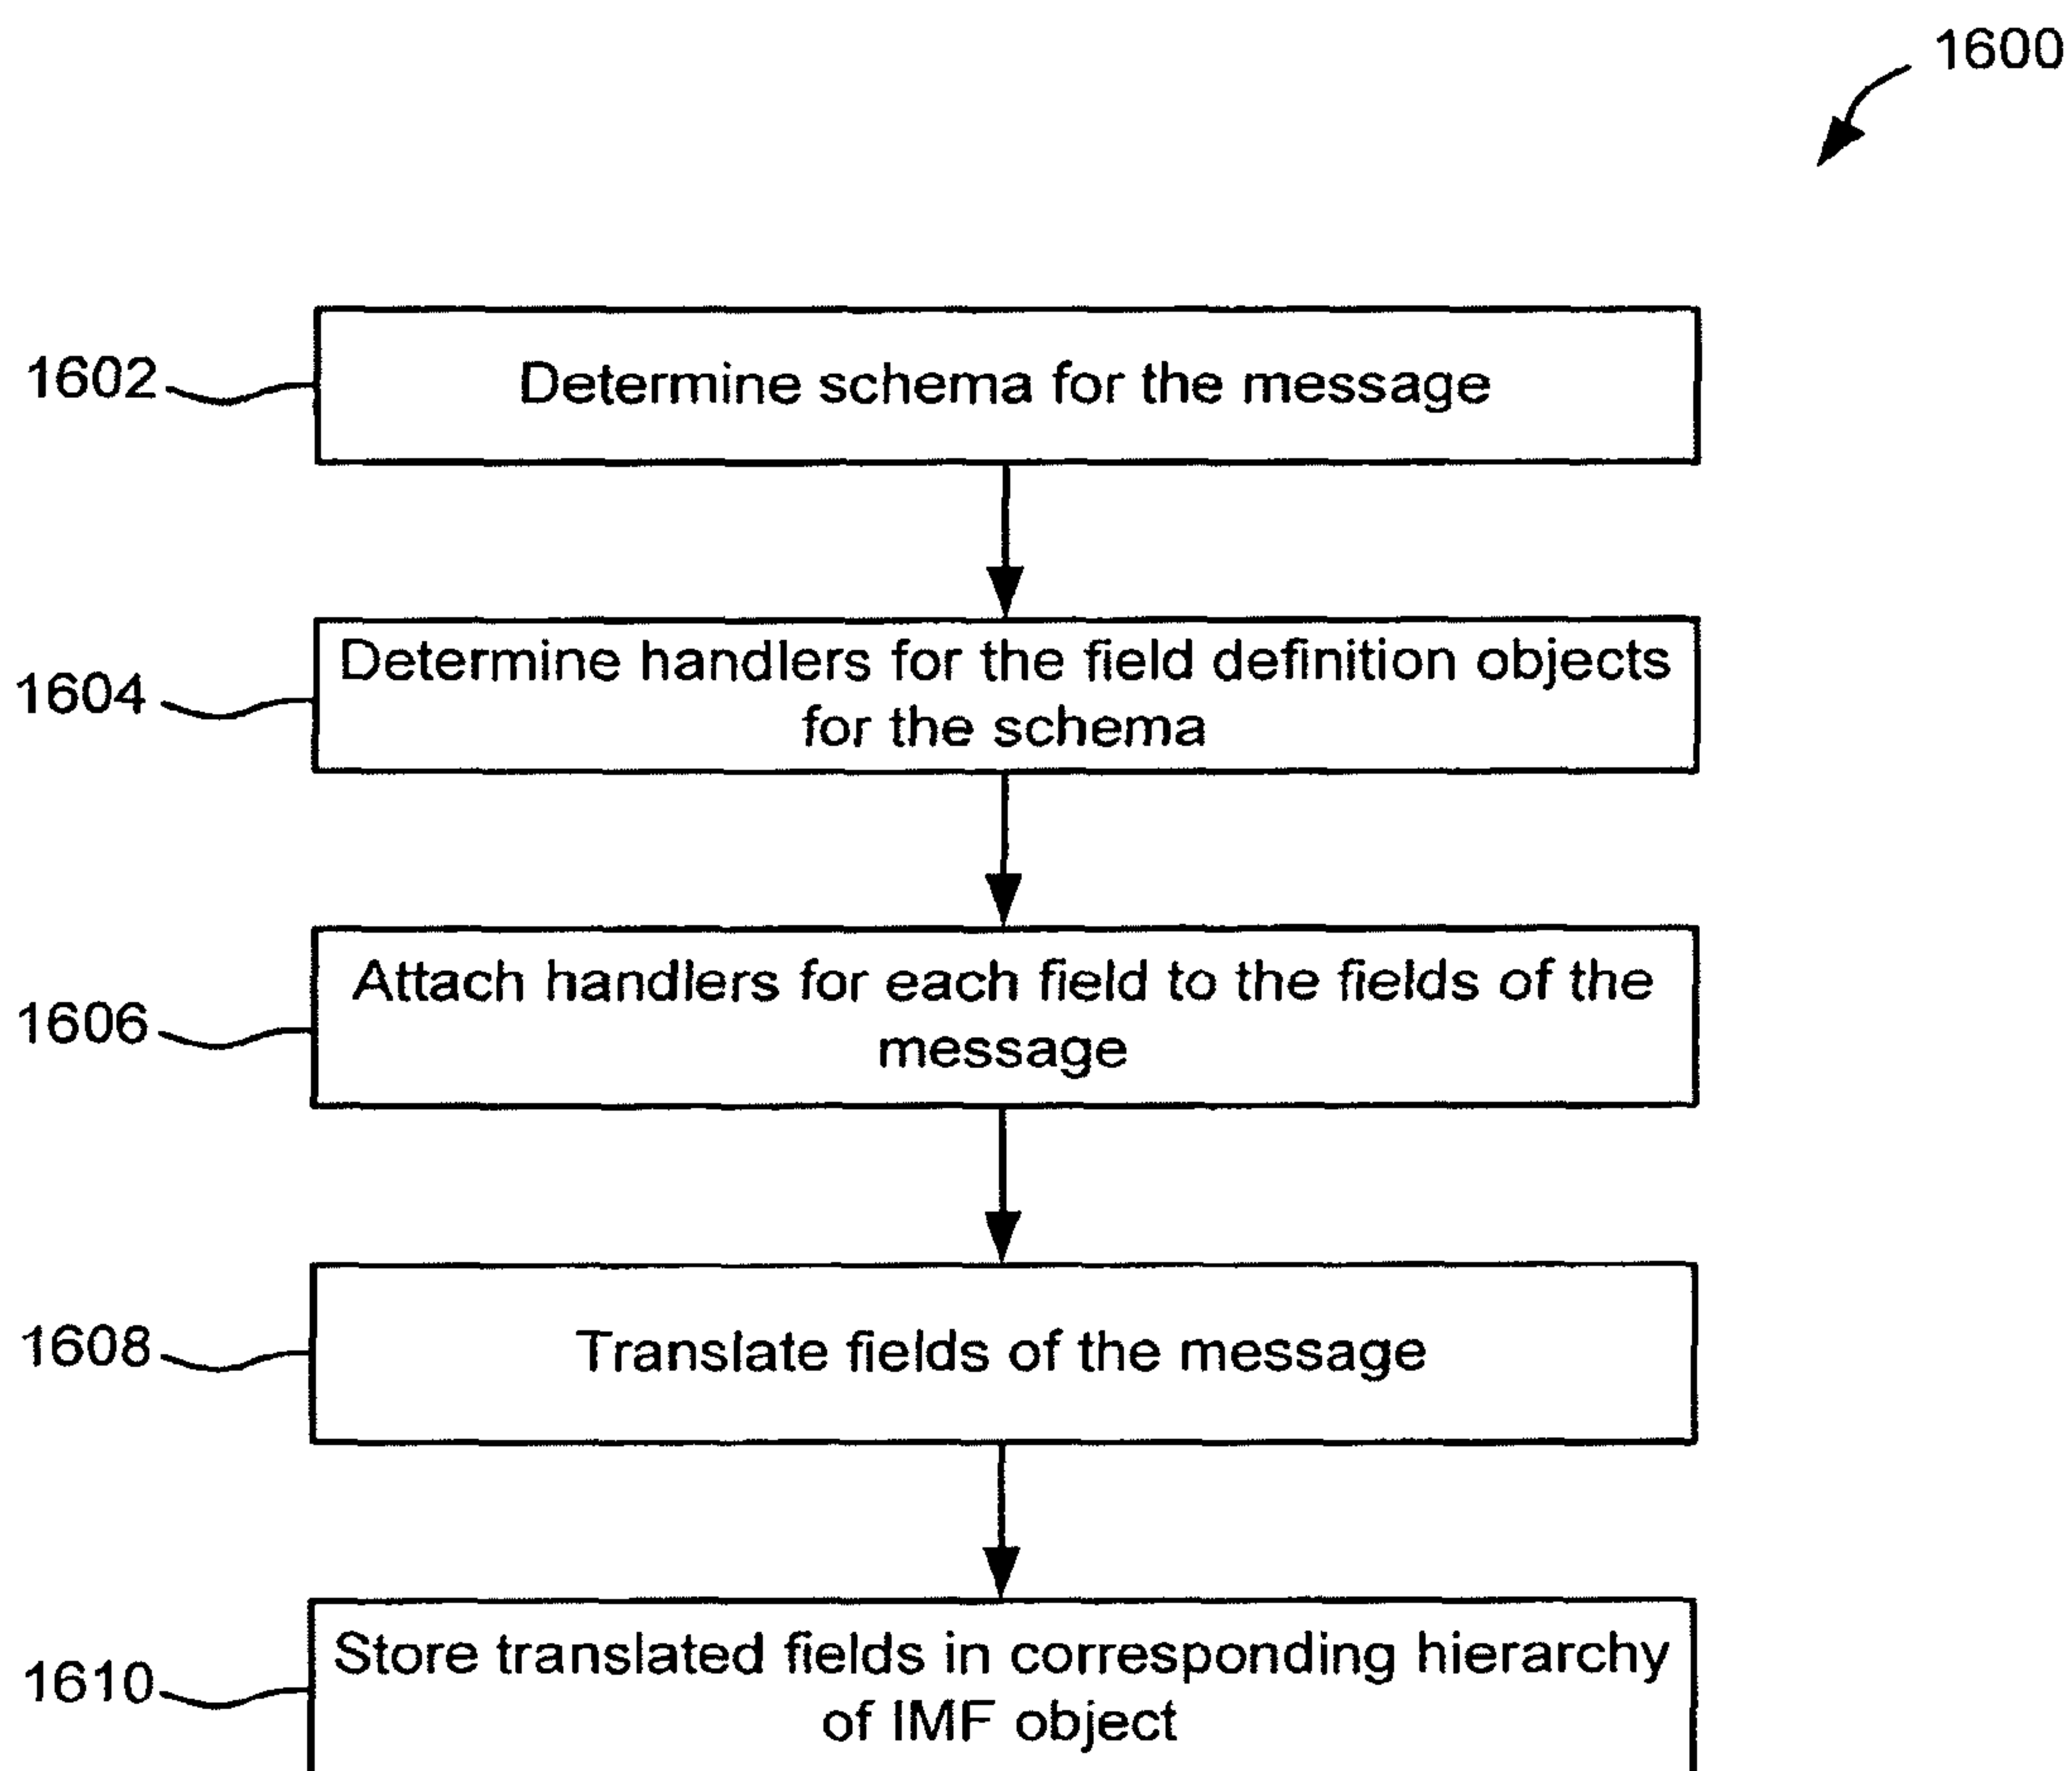 1600
1602
Determine schema for the message
1604
Determine handlers for the field definition objects
for the schema
1606
Attach handlers for each field to the fields of the
message
1608
Translate fields of the message
1610
Store translated fields in corresponding hierarchy
of IMF object